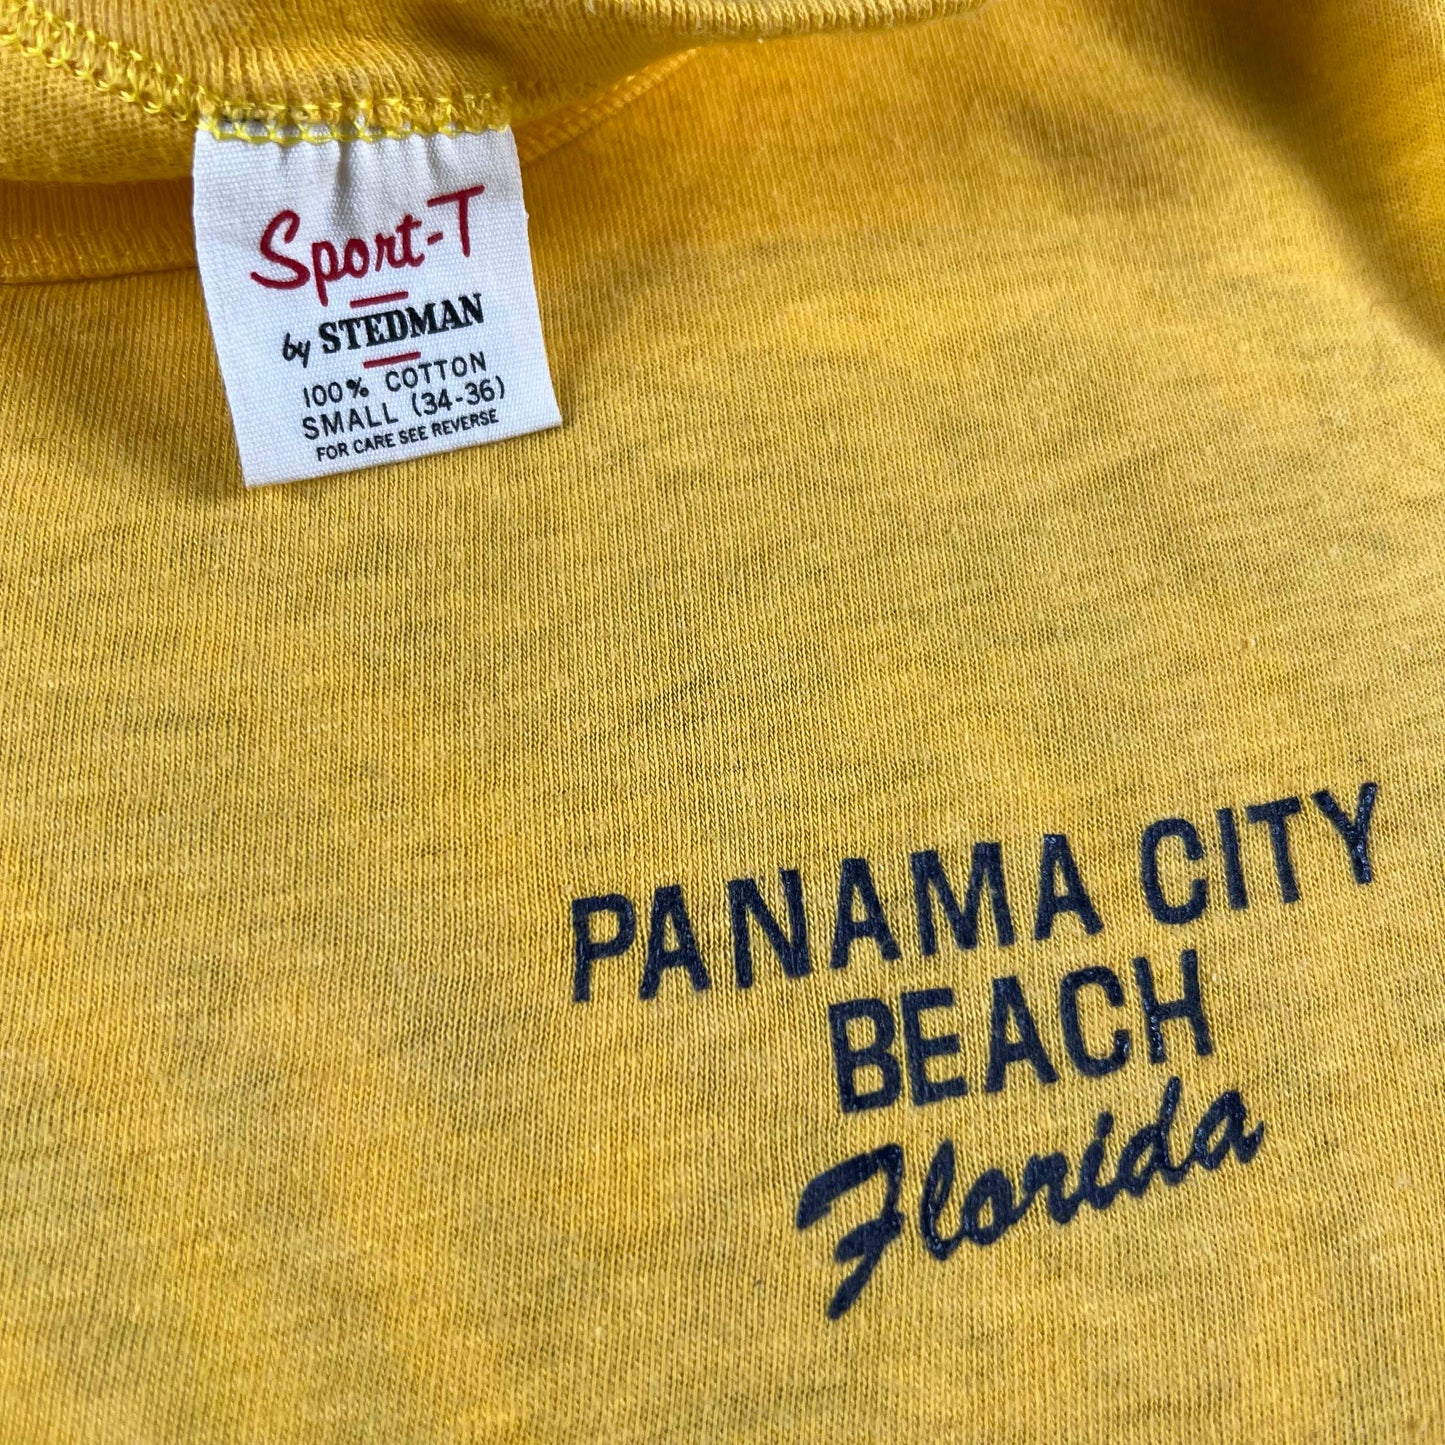 Sport-T
by STEDMAN
100% COTTON
SMALL (34-36)
FOR CARE SEE REVERSE
PANAMA CITY
BEACH
Florida